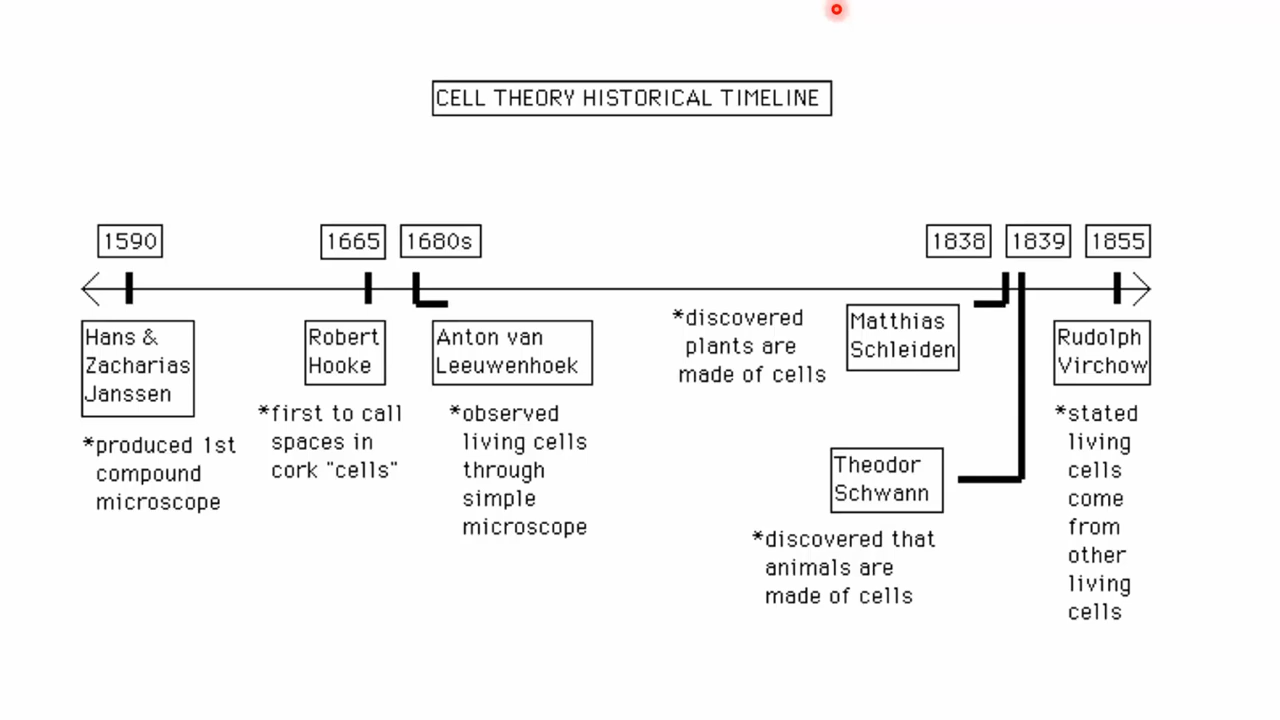 CELL THEORY HISTORICAL TIMELINE
1590
1665
1680s
1838
1839
1855
Hans &
Zacharias
Janssen
*produced 1st
compound
microscope
Robert
Hooke
*first to call
spaces in
cork "cells"
Anton van
Leeuwenhoek
*observed
living cells
through
simple
microscope
*discovered
plants are
made of cells
Matthias
Schleiden
Theodor
Schwann
*discovered that
animals are
made of cells
Rudolph
Virchow
*stated
living
cells
come
from
other
living
cells